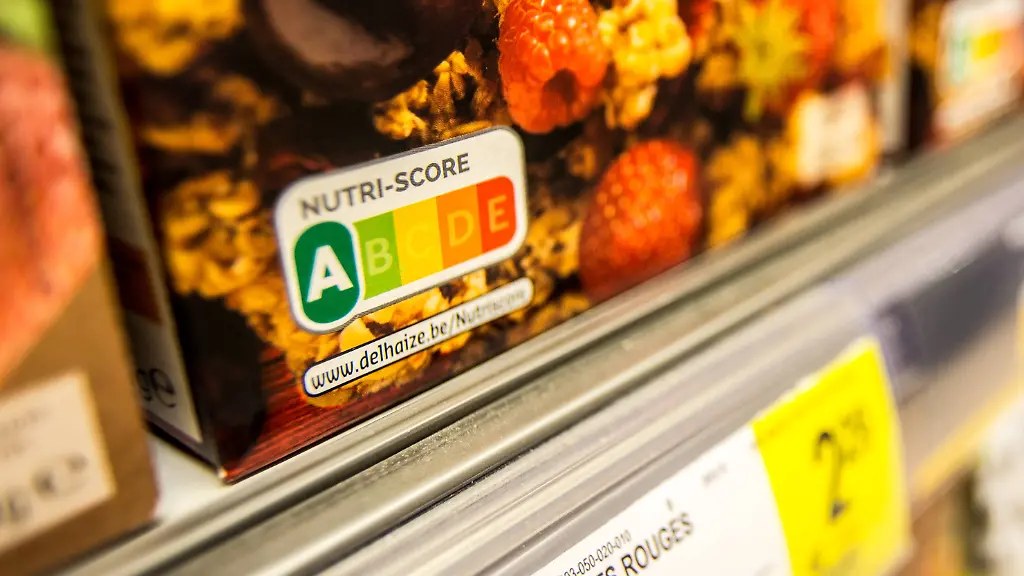 NUTRI-SCORE
A B C D E
www.delhaize.be/Nutriscore
ROUGES